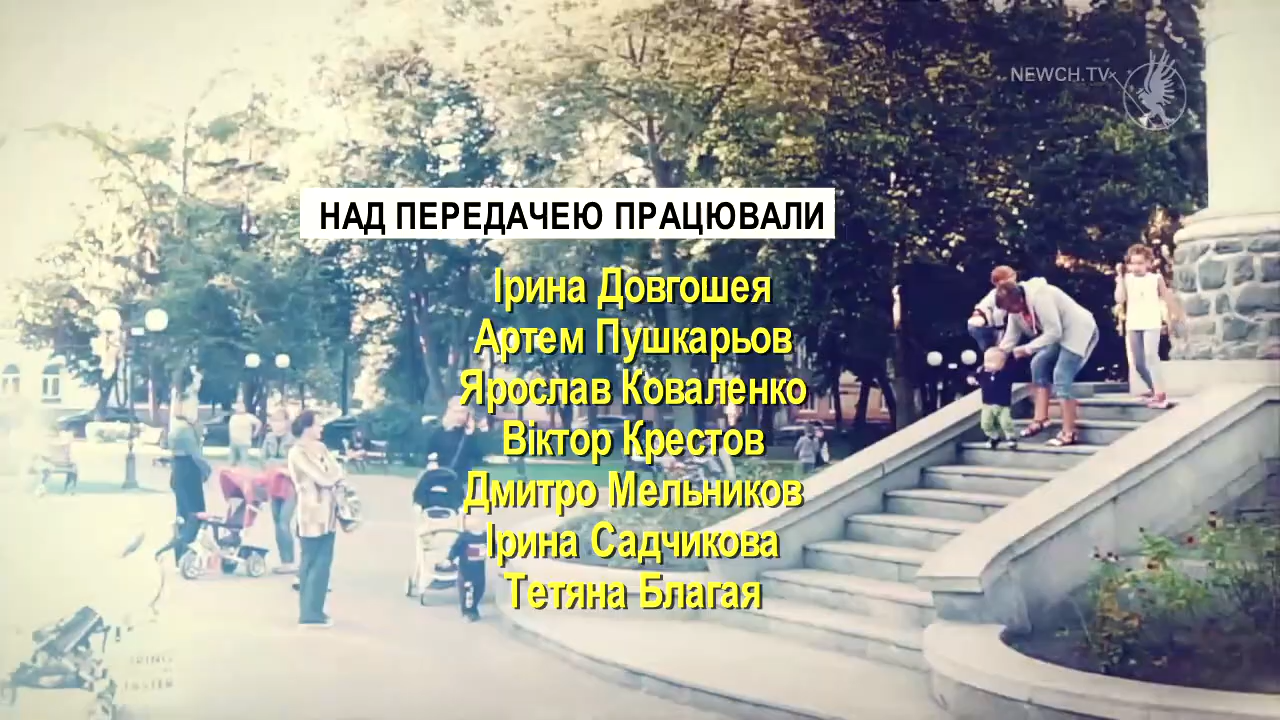 NEWCH.TV
НАД ПЕРЕДАЧЕЮ ПРАЦЮВАЛИ
Ірина Довгошея
Артем Пушкарьов
Ярослав Коваленко
Віктор Крестов
Дмитро Мельников
Ірина Садчикова
Тетяна Благая